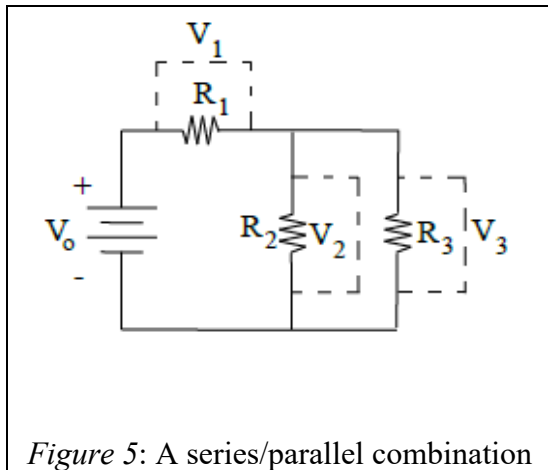 V1
R1
+
Vo
-
R2
V2
R3
V3
Figure 5: A series/parallel combination